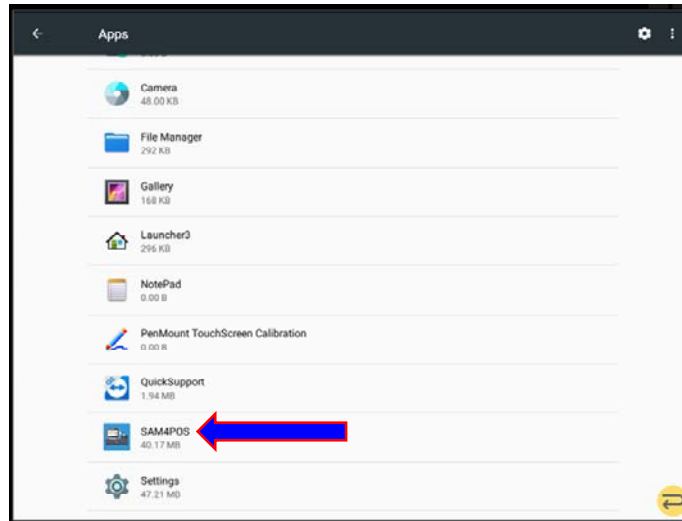 Apps
Camera
48.00 KB
File Manager
292 KB
Gallery
168 KB
Launcher3
296 KB
NotePad
0.00 B
PenMount TouchScreen Calibration
0.00 B
QuickSupport
1.94 MB
SAM4POS
40.17 MB
Settings
47.21 MB